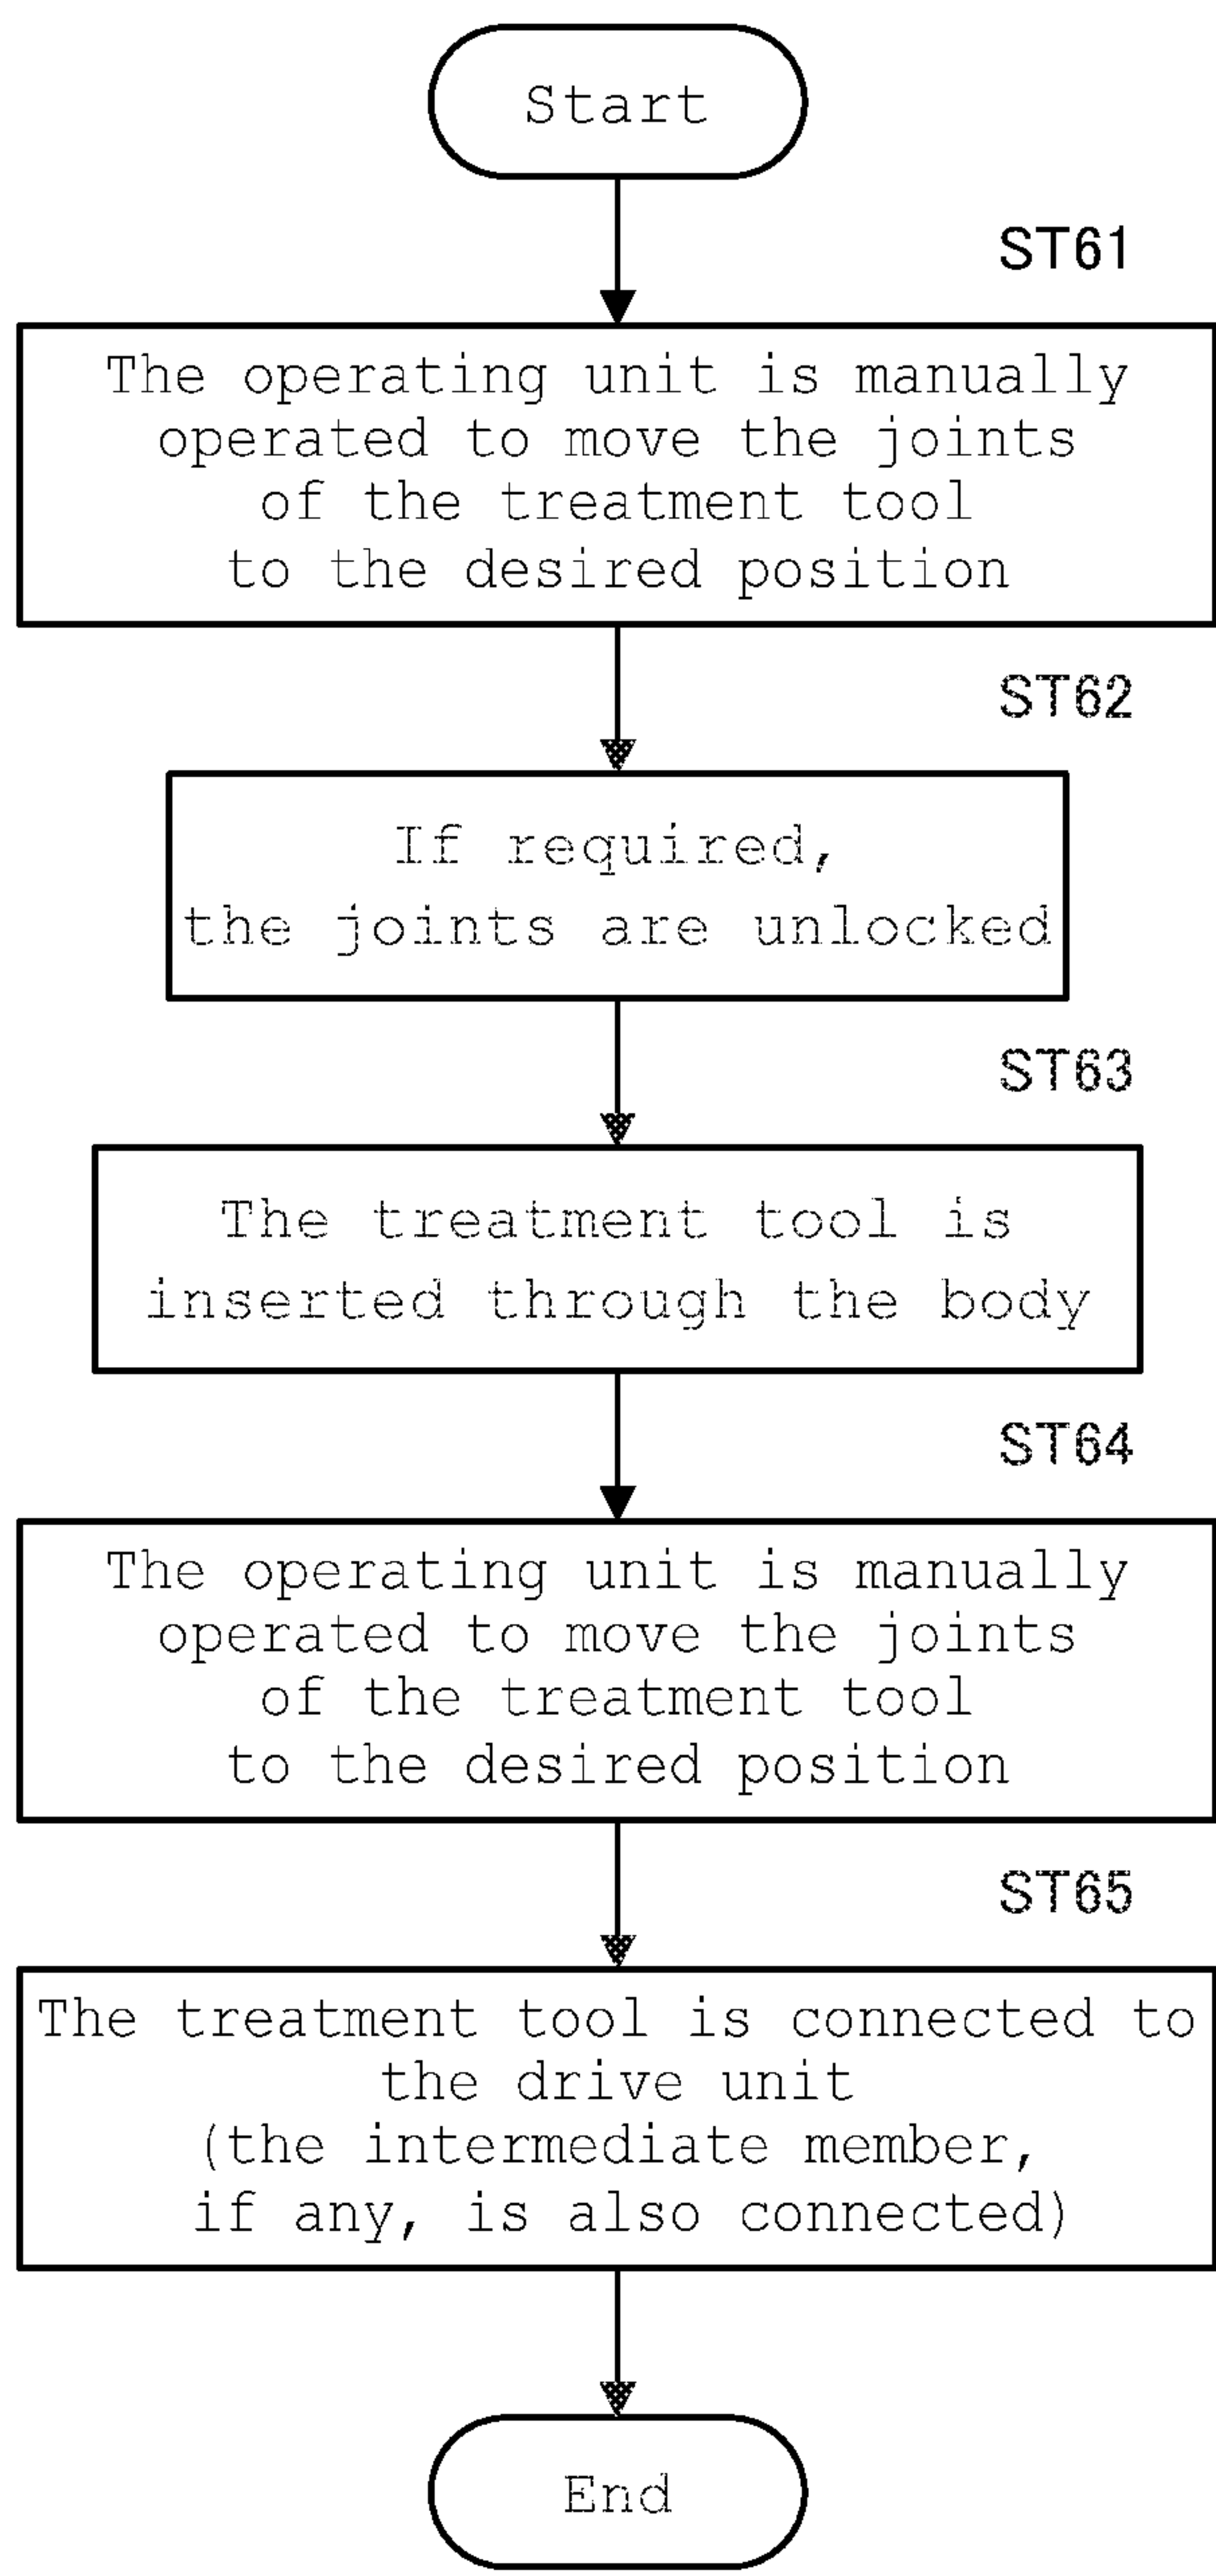 Start
ST61
The operating unit is manually
operated to move the joints
of the treatment tool
to the desired position
ST62
If required,
the joints are unlocked
ST63
The treatment tool is
inserted through the body
ST64
The operating unit is manually
operated to move the joints
of the treatment tool
to the desired position
ST65
The treatment tool is connected to
the drive unit
(the intermediate member,
if any, is also connected)
End